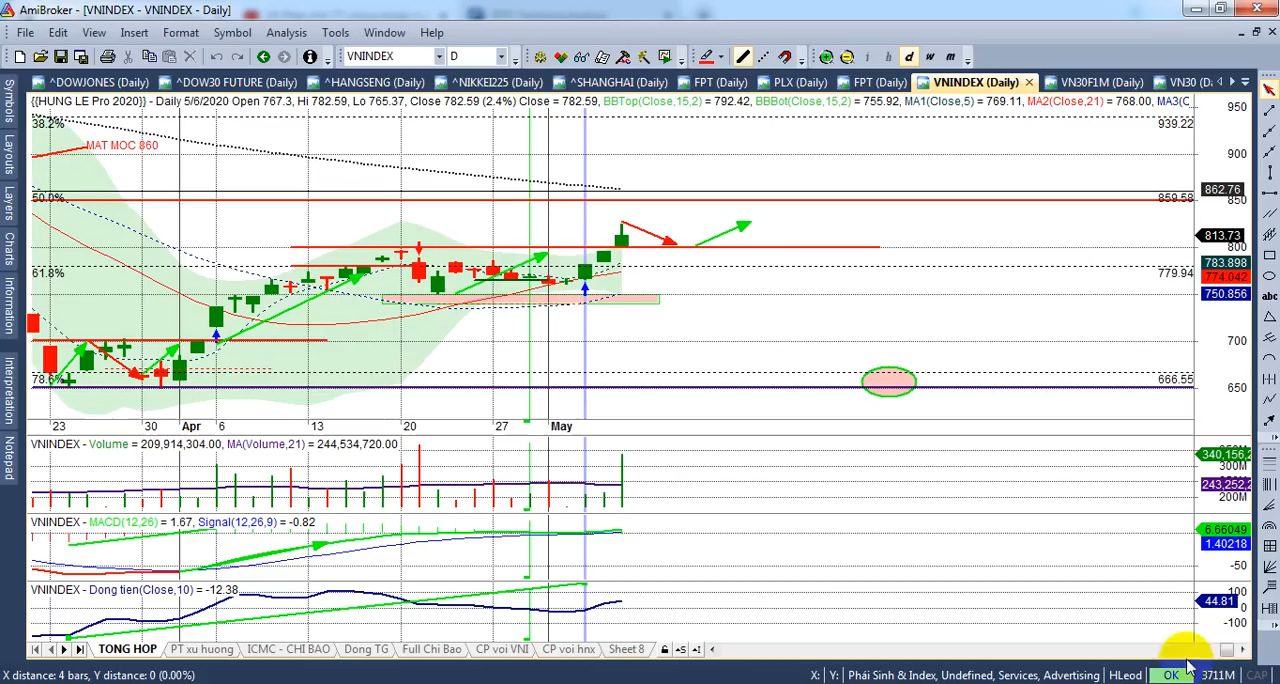 AmiBroker - [VNINDEX - VNINDEX - Daily]
File Edit View Insert Format Symbol Analysis Tools Window Help
VNINDEX D i h d w m
^DOWJONES (Daily) ^DOW30 FUTURE (Daily) ^HANGSENG (Daily) ^NIKKEI225 (Daily) ^SHANGHAI (Daily) FPT (Daily) PLX (Daily) FPT (Daily) VNINDEX (Daily) VN30F1M (Daily) VN30 (D:
{{HUNG LE Pro 2020}} - Daily 5/6/2020 Open 767.3, Hi 782.59, Lo 765.37, Close 782.59 (2.4%) Close = 782.59, BBTop(Close,15,2) = 792.42, BBBot(Close,15,2) = 755.92, MA1(Close,5) = 769.11, MA2(Close,21) = 768.00, MA3(C
Symbols
Layouts
Layers
Charts
Information
Interpretation
Notepad
38.2%
MAT MOC 860
50.0%
61.8%
78.6%
950
939.22
900
862.76
859.58
850
813.73
800
783.898
779.94
774.042
750.856
700
666.55
650
23 30 Apr 6 13 20 27 May
VNINDEX - Volume = 209,914,304.00, MA(Volume,21) = 244,534,720.00
340,156,2
243,252,
200M
VNINDEX - MACD(12,26) = 1.67, Signal(12,26,9) = -0.82
6.66049
1.40218
-50
VNINDEX - Dong tien(Close,10) = -12.38
100
44.81
0
-100
TONG HOP PT xu huong ICMC - CHI BAO Dong TG Full Chi Bao CP voi VNI CP voi hnx Sheet 8
X distance: 4 bars, Y distance: 0 (0.00%) X: Y: Phái Sinh & Index, Undefined, Services, Advertising HLeod OK 3711M CAP
abc